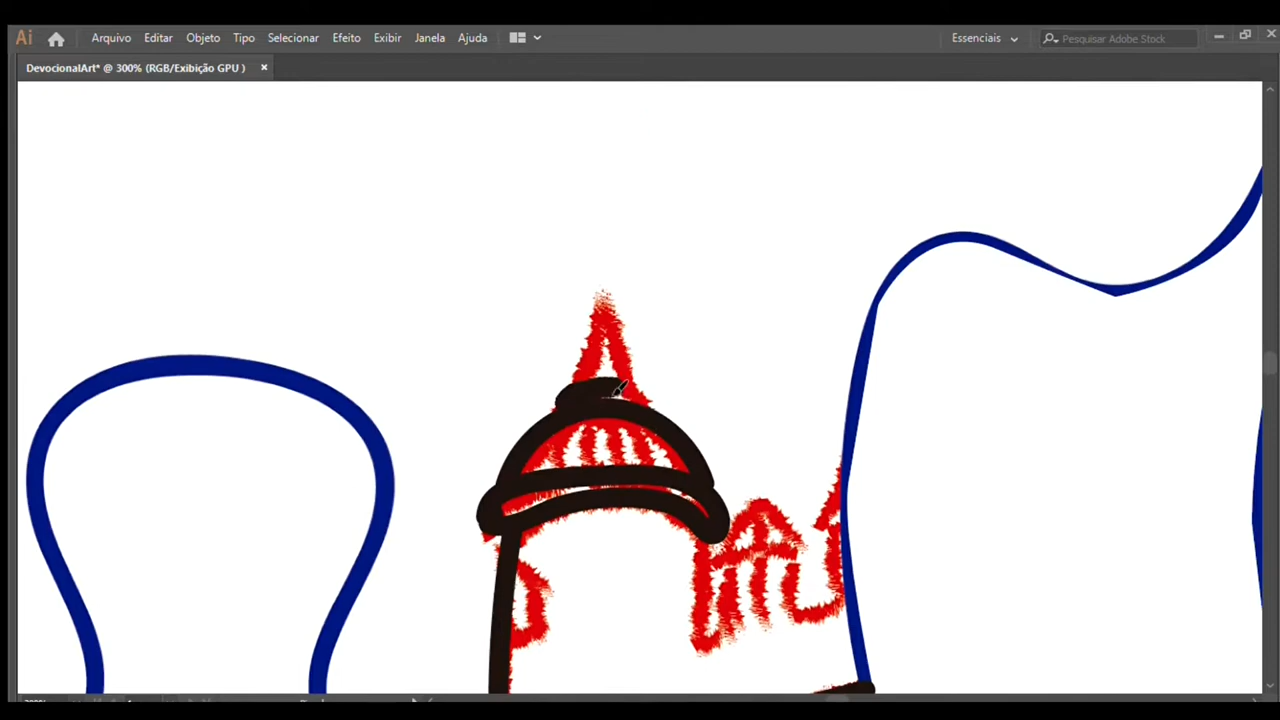 Ai Arquivo Editar Objeto Tipo Selecionar Efeito Exibir Janela Ajuda Essenciais Pesquisar Adobe Stock
DevocionalArt* @ 300% (RGB/Exibição GPU ) ×